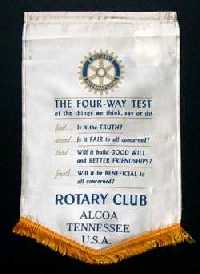 THE FOUR-WAY TEST
of the things we think, say or do
first... Is it the TRUTH?
second... Is it FAIR to all concerned?
third... Will it build GOOD WILL
and BETTER FRIENDSHIPS?
fourth... Will it be BENEFICIAL to
all concerned?
ROTARY CLUB
ALCOA
TENNESSEE
U.S.A.